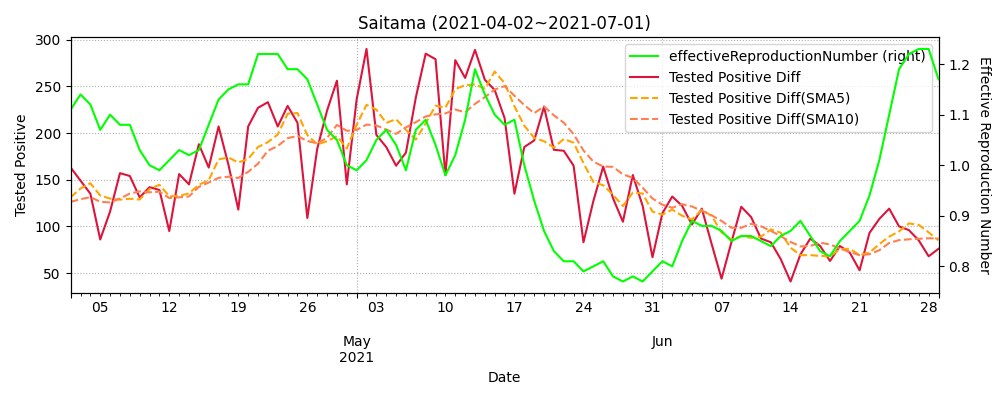 Saitama (2021-04-02~2021-07-01)
effectiveReproductionNumber (right)
Tested Positive Diff
Tested Positive Diff(SMA5)
Tested Positive Diff(SMA10)
Tested Positive
300
250
200
150
100
50
1.2
1.1
1.0
0.9
0.8
Effective Reproduction Number
05 12 19 26 03 10 17 24 31 07 14 21 28
May Jun
2021
Date